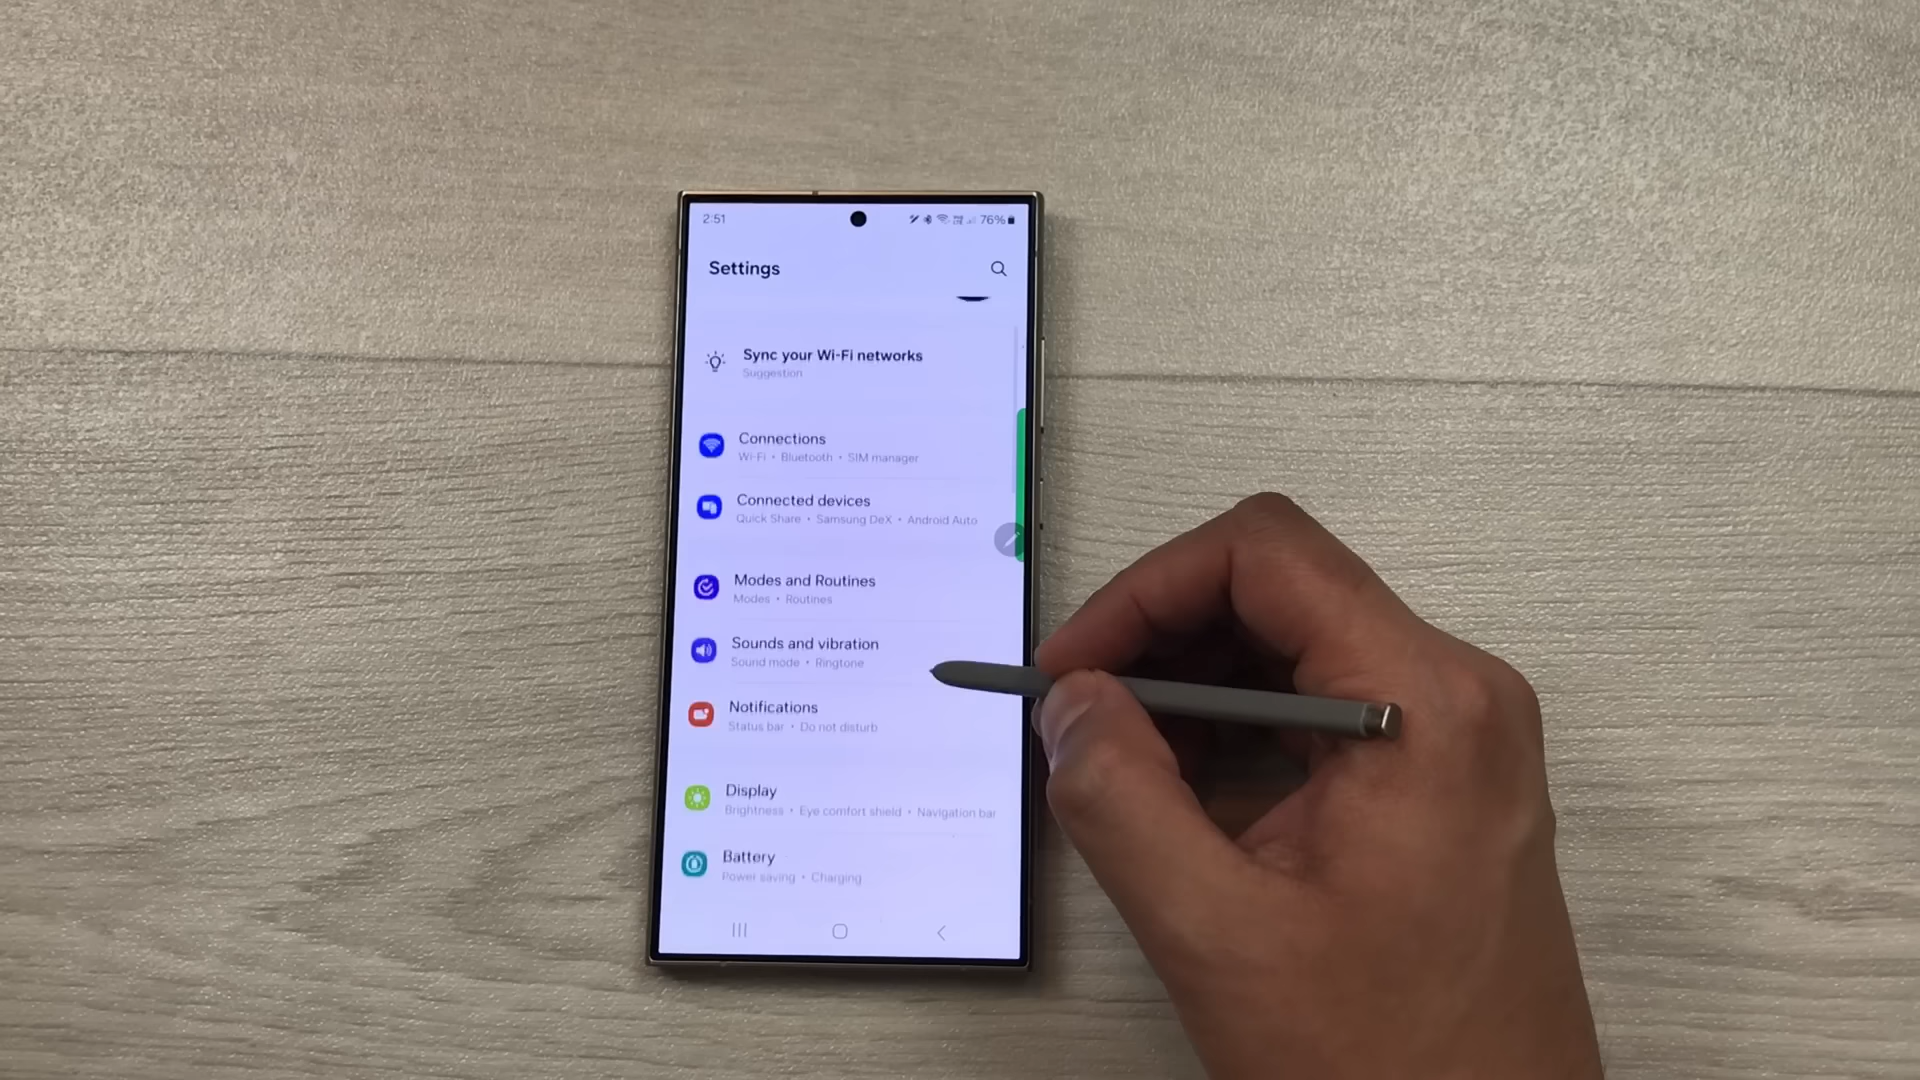 2:51
76%
Settings
Sync your Wi-Fi networks
Suggestion
Connections
Wi-Fi • Bluetooth • SIM manager
Connected devices
Quick Share • Samsung DeX • Android Auto
Modes and Routines
Modes • Routines
Sounds and vibration
Sound mode • Ringtone
Notifications
Status bar • Do not disturb
Display
Brightness • Eye comfort shield • Navigation bar
Battery
Power saving • Charging